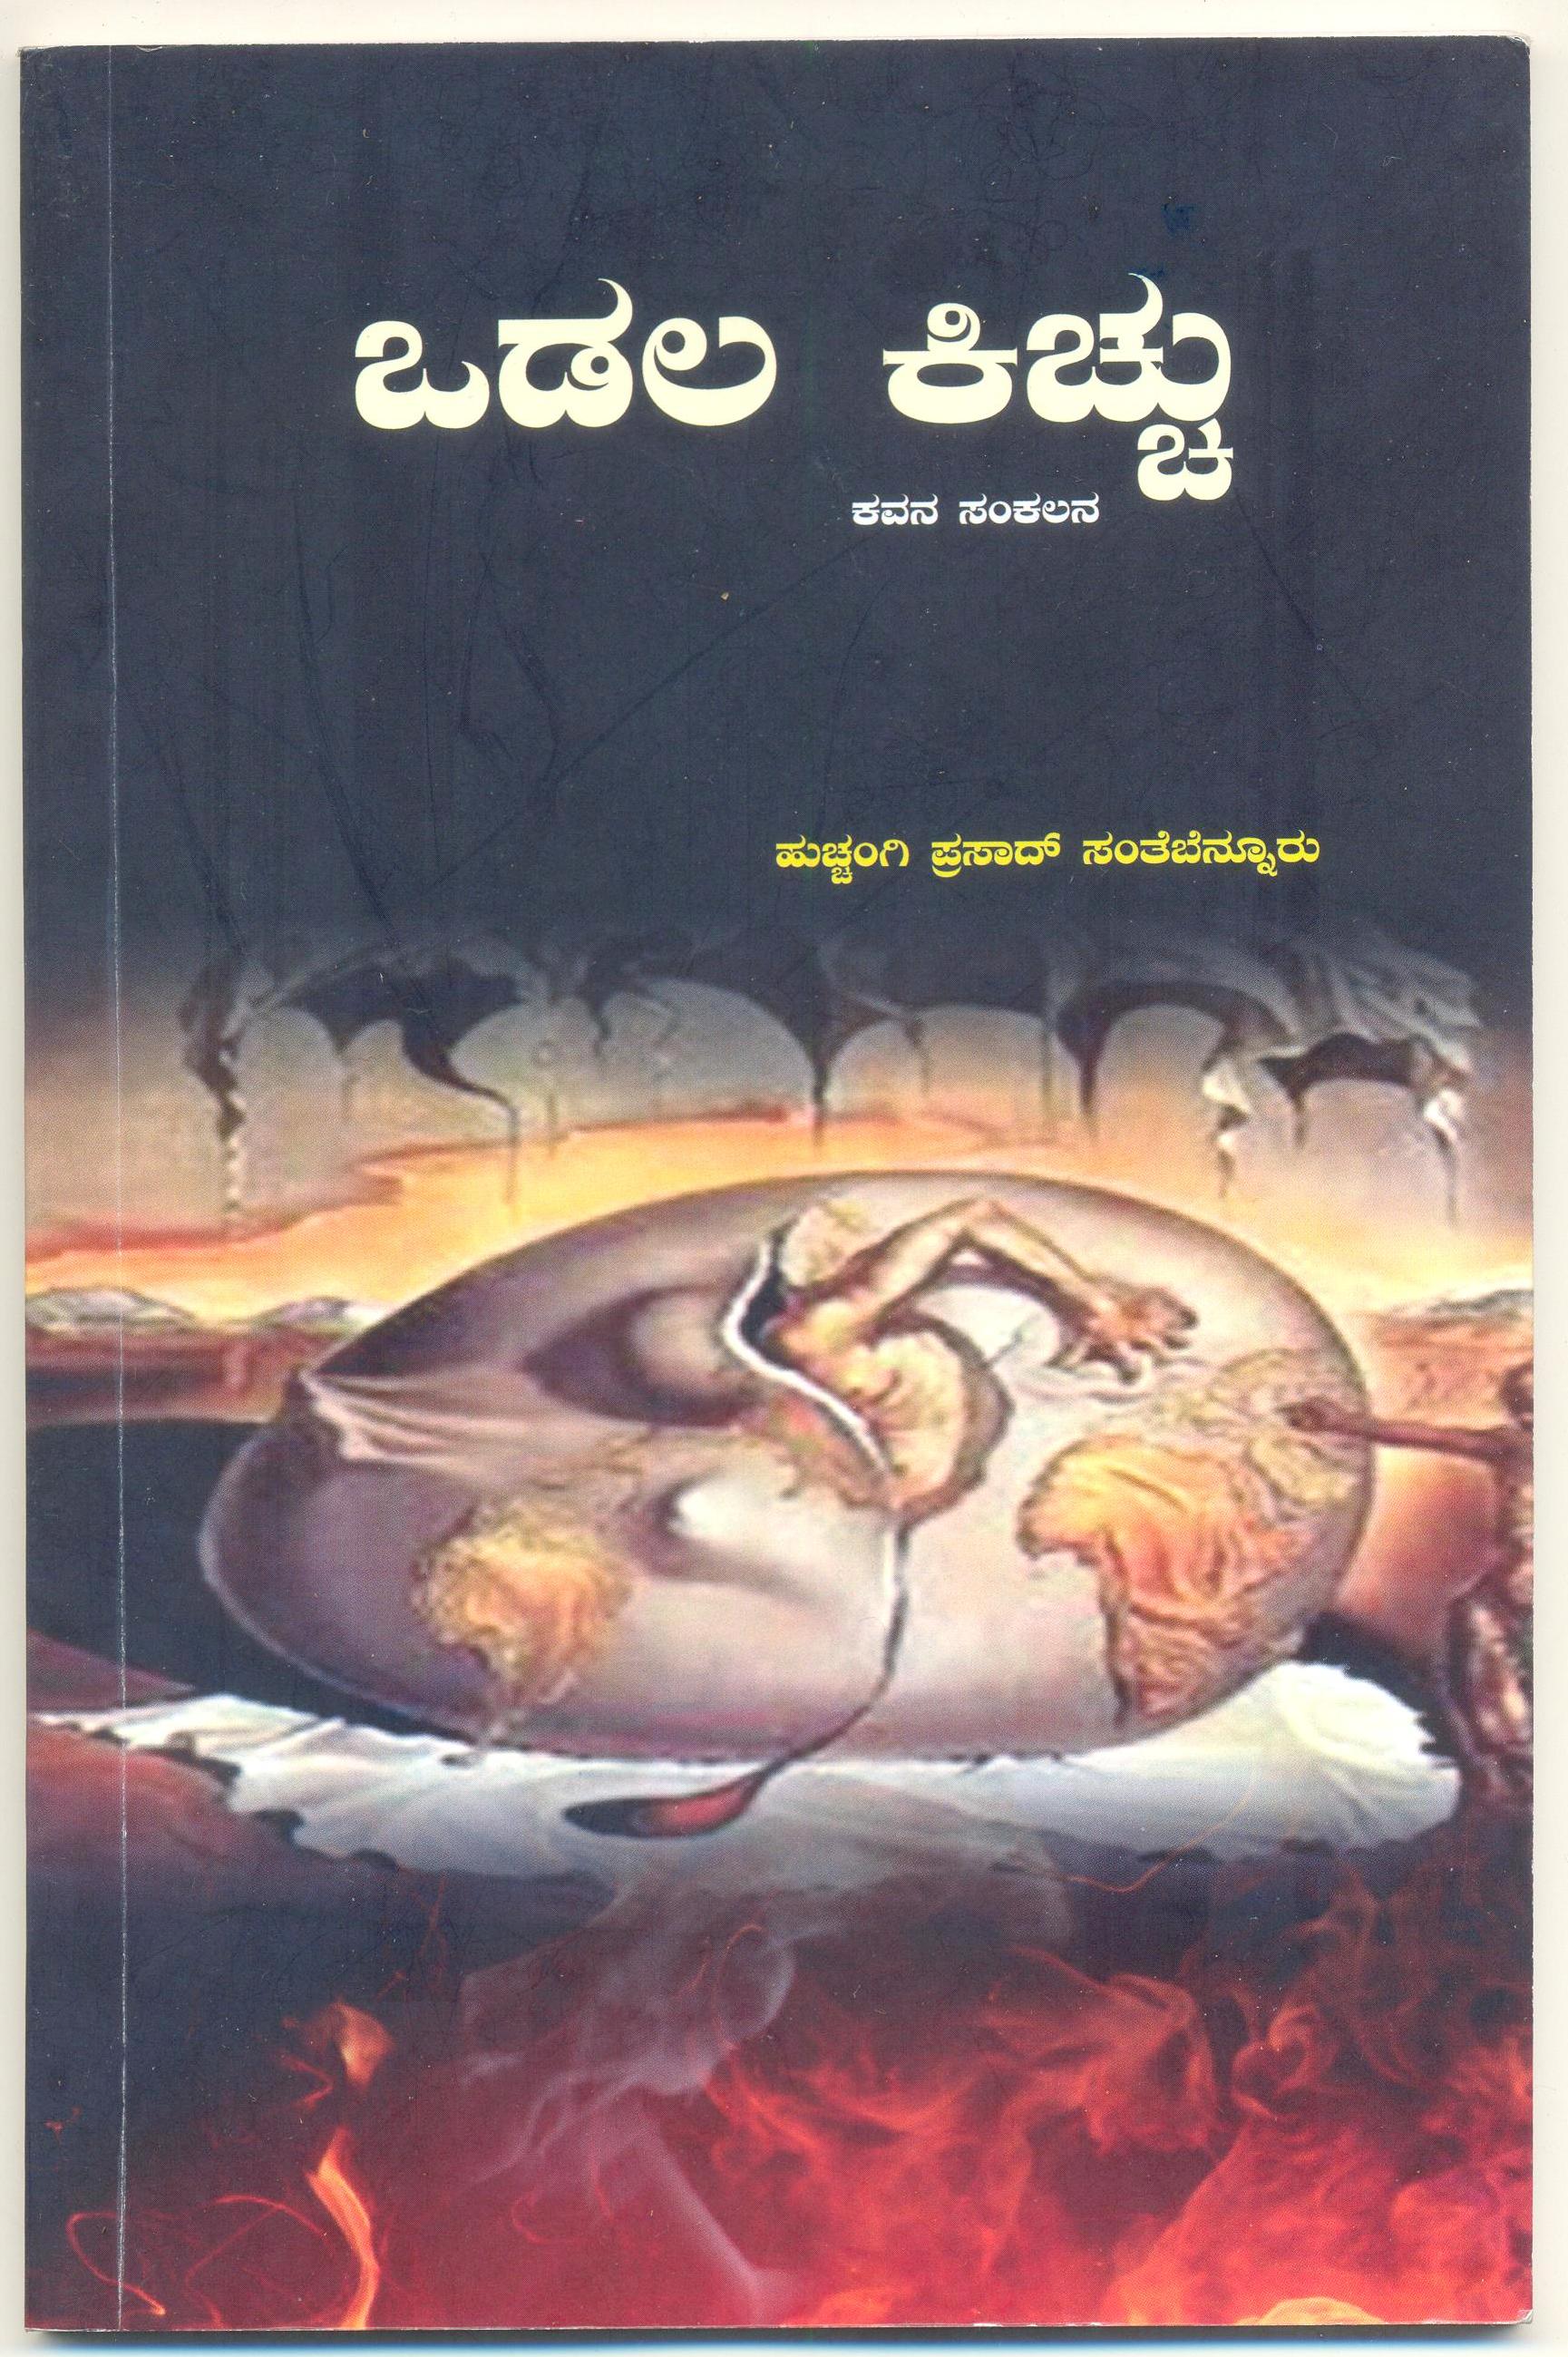 ಒಡಲ ಕಿಚ್ಚು
ಕವನ ಸಂಕಲನ
ಹುಚ್ಚಂಗಿ ಪ್ರಸಾದ್ ಸಂತೆಬೆನ್ನೂರು